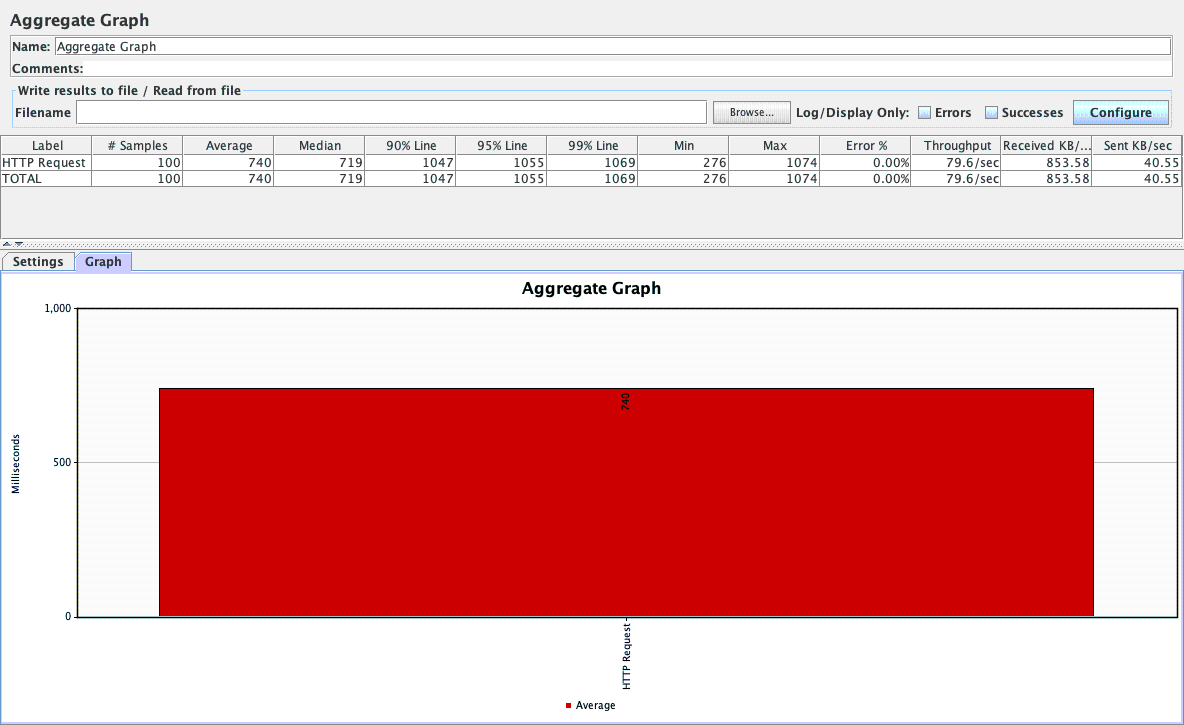 Aggregate Graph
Name: Aggregate Graph
Comments:
Write results to file / Read from file
Filename Browse... Log/Display Only: Errors Successes Configure
Label # Samples Average Median 90% Line 95% Line 99% Line Min Max Error % Throughput Received KB/... Sent KB/sec
HTTP Request 100 740 719 1047 1055 1069 276 1074 0.00% 79.6/sec 853.58 40.55
TOTAL 100 740 719 1047 1055 1069 276 1074 0.00% 79.6/sec 853.58 40.55
Settings Graph
Aggregate Graph
1,000
740
500
Milliseconds
0
HTTP Request
Average